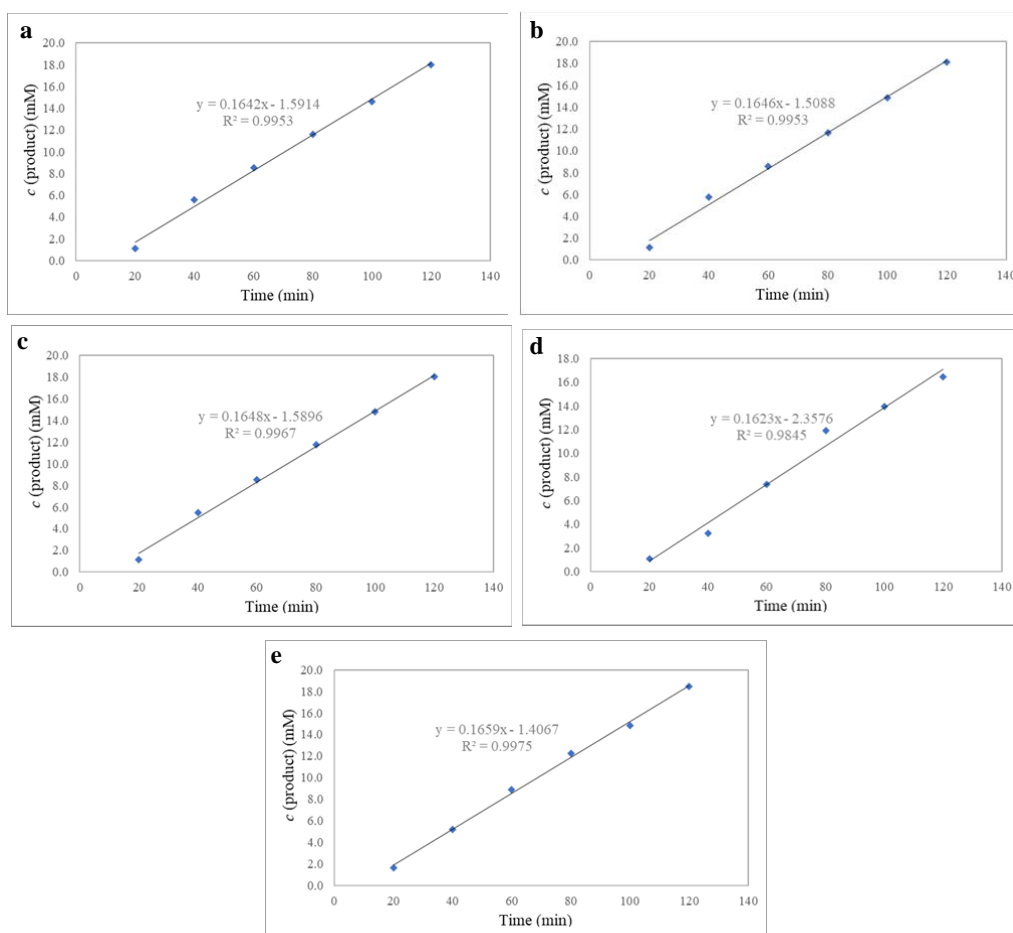 a
20.0
18.0
16.0
14.0
12.0
10.0
8.0
6.0
4.0
2.0
0.0
c (product) (mM)
y = 0.1642x - 1.5914
R² = 0.9953
0 20 40 60 80 100 120 140
Time (min)
b
20.0
18.0
16.0
14.0
12.0
10.0
8.0
6.0
4.0
2.0
0.0
c (product) (mM)
y = 0.1646x - 1.5088
R² = 0.9953
0 20 40 60 80 100 120 140
Time (min)
c
20.0
18.0
16.0
14.0
12.0
10.0
8.0
6.0
4.0
2.0
0.0
c (product) (mM)
y = 0.1648x - 1.5896
R² = 0.9967
0 20 40 60 80 100 120 140
Time (min)
d
18.0
16.0
14.0
12.0
10.0
8.0
6.0
4.0
2.0
0.0
c (product) (mM)
y = 0.1623x - 2.3576
R² = 0.9845
0 20 40 60 80 100 120 140
Time (min)
e
20.0
18.0
16.0
14.0
12.0
10.0
8.0
6.0
4.0
2.0
0.0
c (product) (mM)
y = 0.1659x - 1.4067
R² = 0.9975
0 20 40 60 80 100 120 140
Time (min)